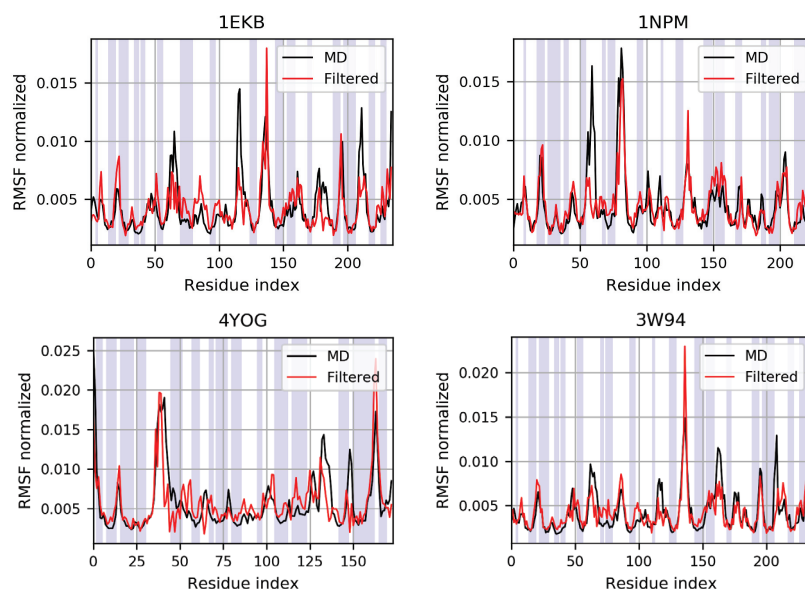 1EKB
RMSF normalized
0.015
0.010
0.005
MD
Filtered
0 50 100 150 200
Residue index
1NPM
RMSF normalized
0.015
0.010
0.005
MD
Filtered
0 50 100 150 200
Residue index
4YOG
RMSF normalized
0.025
0.020
0.015
0.010
0.005
MD
Filtered
0 25 50 75 100 125 150
Residue index
3W94
RMSF normalized
0.020
0.015
0.010
0.005
MD
Filtered
0 50 100 150 200
Residue index